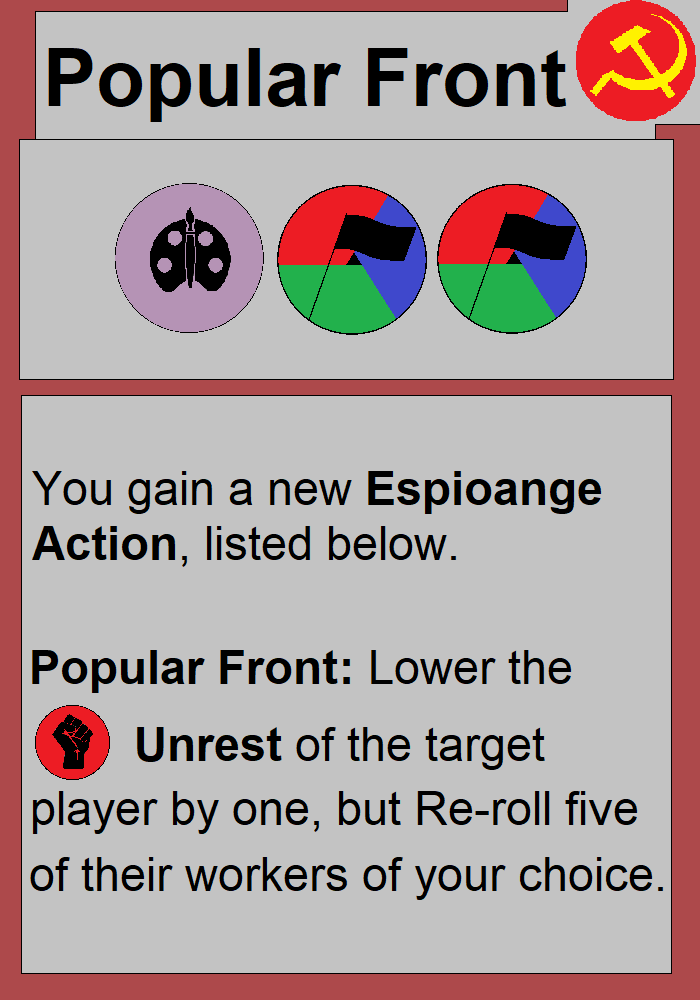 Popular Front
You gain a new Espioange
Action, listed below.
Popular Front: Lower the
Unrest of the target
player by one, but Re-roll five
of their workers of your choice.